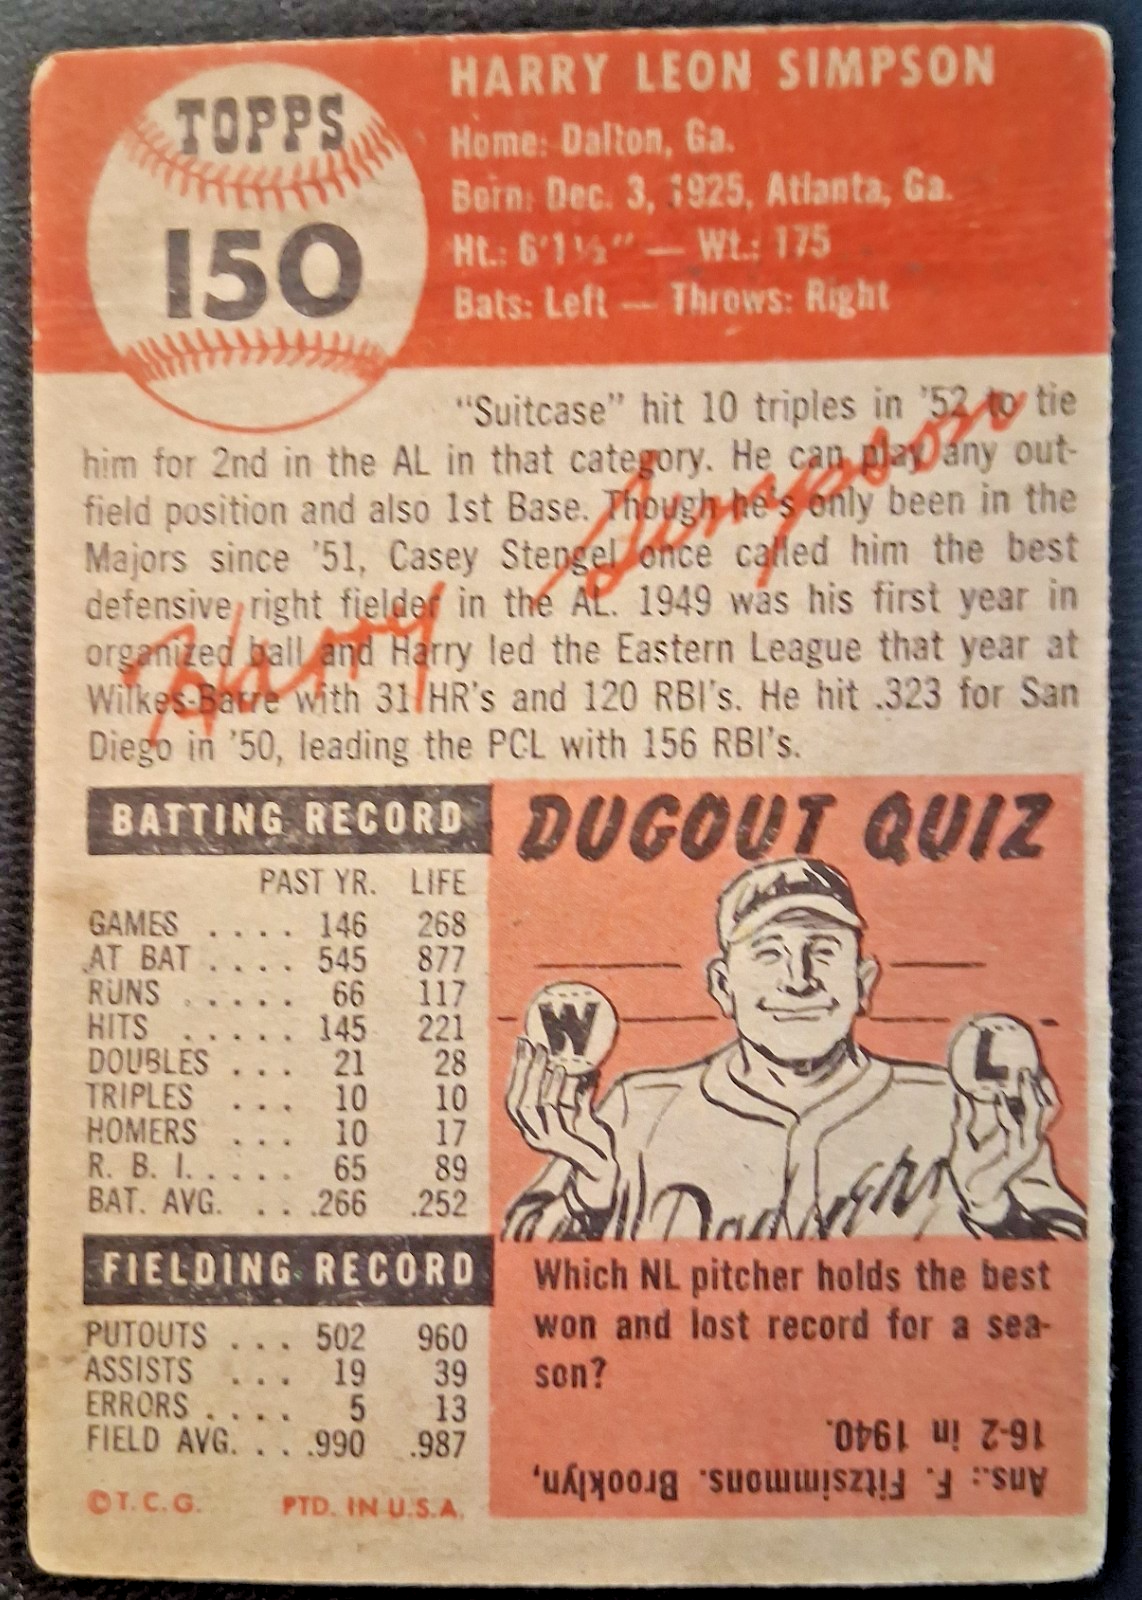 TOPPS
150
HARRY LEON SIMPSON
Home: Dalton, Ga.
Born: Dec. 3, 1925, Atlanta, Ga.
Ht.: 6'1½" — Wt.: 175
Bats: Left — Throws: Right
"Suitcase" hit 10 triples in '52 to tie
him for 2nd in the AL in that category. He can play any out-
field position and also 1st Base. Though he's only been in the
Majors since '51, Casey Stengel once called him the best
defensive right fielder in the AL. 1949 was his first year in
organized ball and Harry led the Eastern League that year at
Wilkes-Barre with 31 HR's and 120 RBI's. He hit .323 for San
Diego in '50, leading the PCL with 156 RBI's.
Harry Simpson
BATTING RECORD
PAST YR. LIFE
GAMES .... 146 268
AT BAT .... 545 877
RUNS ..... 66 117
HITS ..... 145 221
DOUBLES ... 21 28
TRIPLES ... 10 10
HOMERS ... 10 17
R. B. I. .... 65 89
BAT. AVG. .. .266 .252
FIELDING RECORD
PUTOUTS ... 502 960
ASSISTS ... 19 39
ERRORS .... 5 13
FIELD AVG. .. .990 .987
© T. C. G. PTD. IN U.S.A.
DUGOUT QUIZ
W
L
Dodgers
Which NL pitcher holds the best
won and lost record for a sea-
son?
Ans.: F. Fitzsimmons. Brooklyn,
16-2 in 1940.